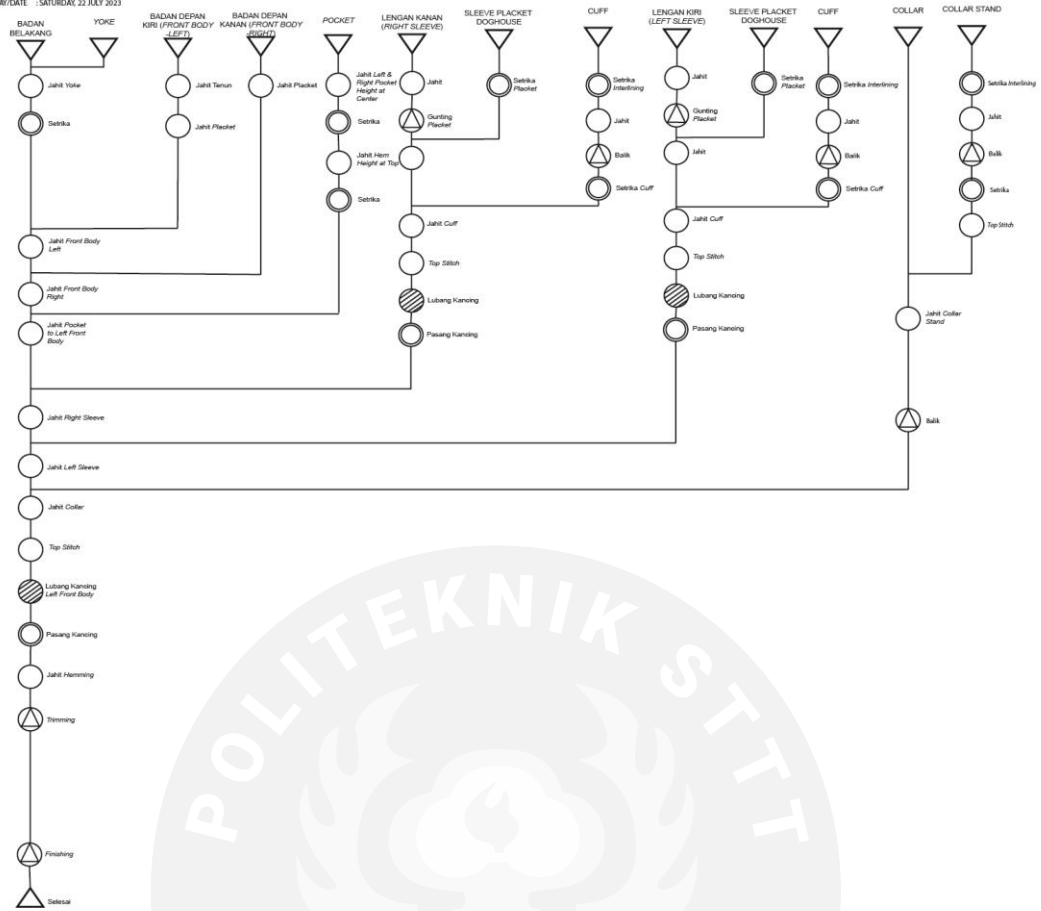 AY/DATE : SATURDAY, 22 JULY 2023
BADAN
BELAKANG
YOKE
BADAN DEPAN
KIRI (FRONT BODY
-LEFT)
BADAN DEPAN
KANAN (FRONT BODY
-RIGHT)
POCKET
LENGAN KANAN
(RIGHT SLEEVE)
SLEEVE PLACKET
DOGHOUSE
CUFF
LENGAN KIRI
(LEFT SLEEVE)
SLEEVE PLACKET
DOGHOUSE
CUFF
COLLAR
COLLAR STAND
Jahit Yoke
Setrika
Jahit Tenun
Jahit Placket
Jahit Placket
Jahit Left &
Right Pocket
Height at
Center
Setrika
Jahit Hem
Height at Top
Setrika
Jahit
Gunting
Placket
Setrika
Placket
Setrika
Interlining
Jahit
Balik
Setrika Cuff
Jahit Cuff
Top Stitch
Lubang Kancing
Pasang Kancing
Jahit
Gunting
Placket
Jahit
Setrika
Placket
Setrika Interlining
Jahit
Balik
Setrika Cuff
Jahit Cuff
Top Stitch
Lubang Kancing
Pasang Kancing
Setrika Interlining
Jahit
Balik
Setrika
Top Stitch
Jahit Collar
Stand
Balik
Jahit Front Body
Left
Jahit Front Body
Right
Jahit Pocket
to Left Front
Body
Jahit Right Sleeve
Jahit Left Sleeve
Jahit Collar
Top Stitch
Lubang Kancing
Left Front Body
Pasang Kancing
Jahit Hemming
Trimming
Finishing
Selesai
POLITEKNIK STTT